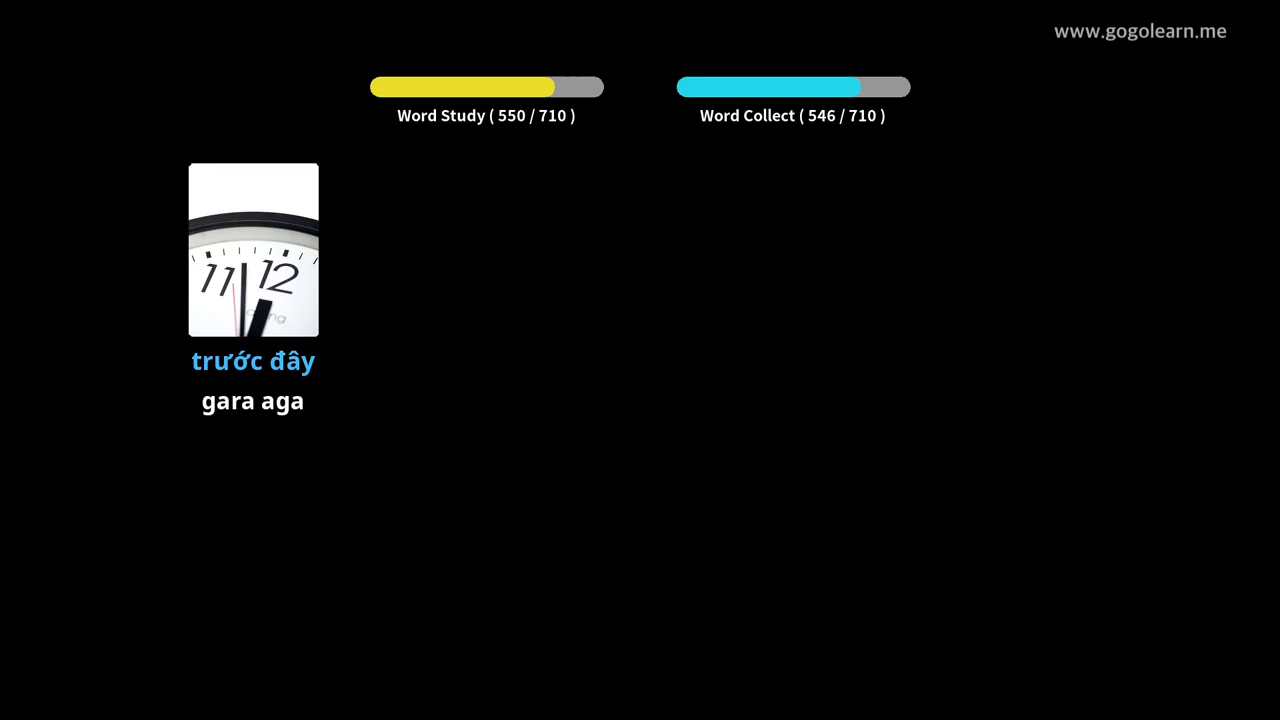 www.gogolearn.me
Word Study ( 550 / 710 )
Word Collect ( 546 / 710 )
11 12
trước đây
gara aga